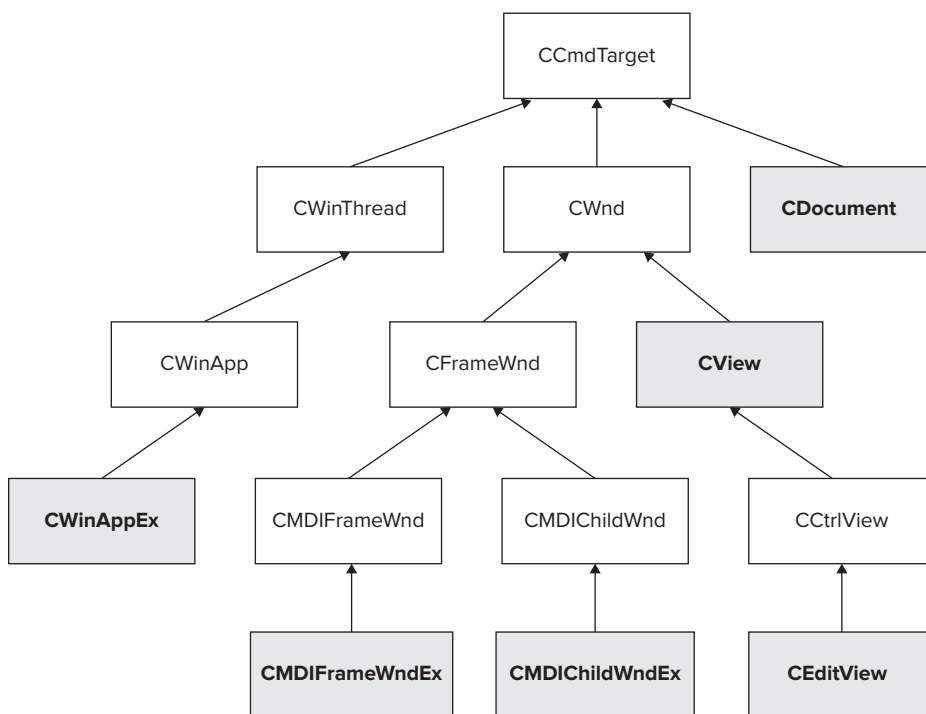 CCmdTarget
CWinThread
CWnd
CDocument
CWinApp
CFrameWnd
CView
CWinAppEx
CMDIFrameWnd
CMDIChildWnd
CCtrlView
CMDIFrameWndEx
CMDIChildWndEx
CEditView